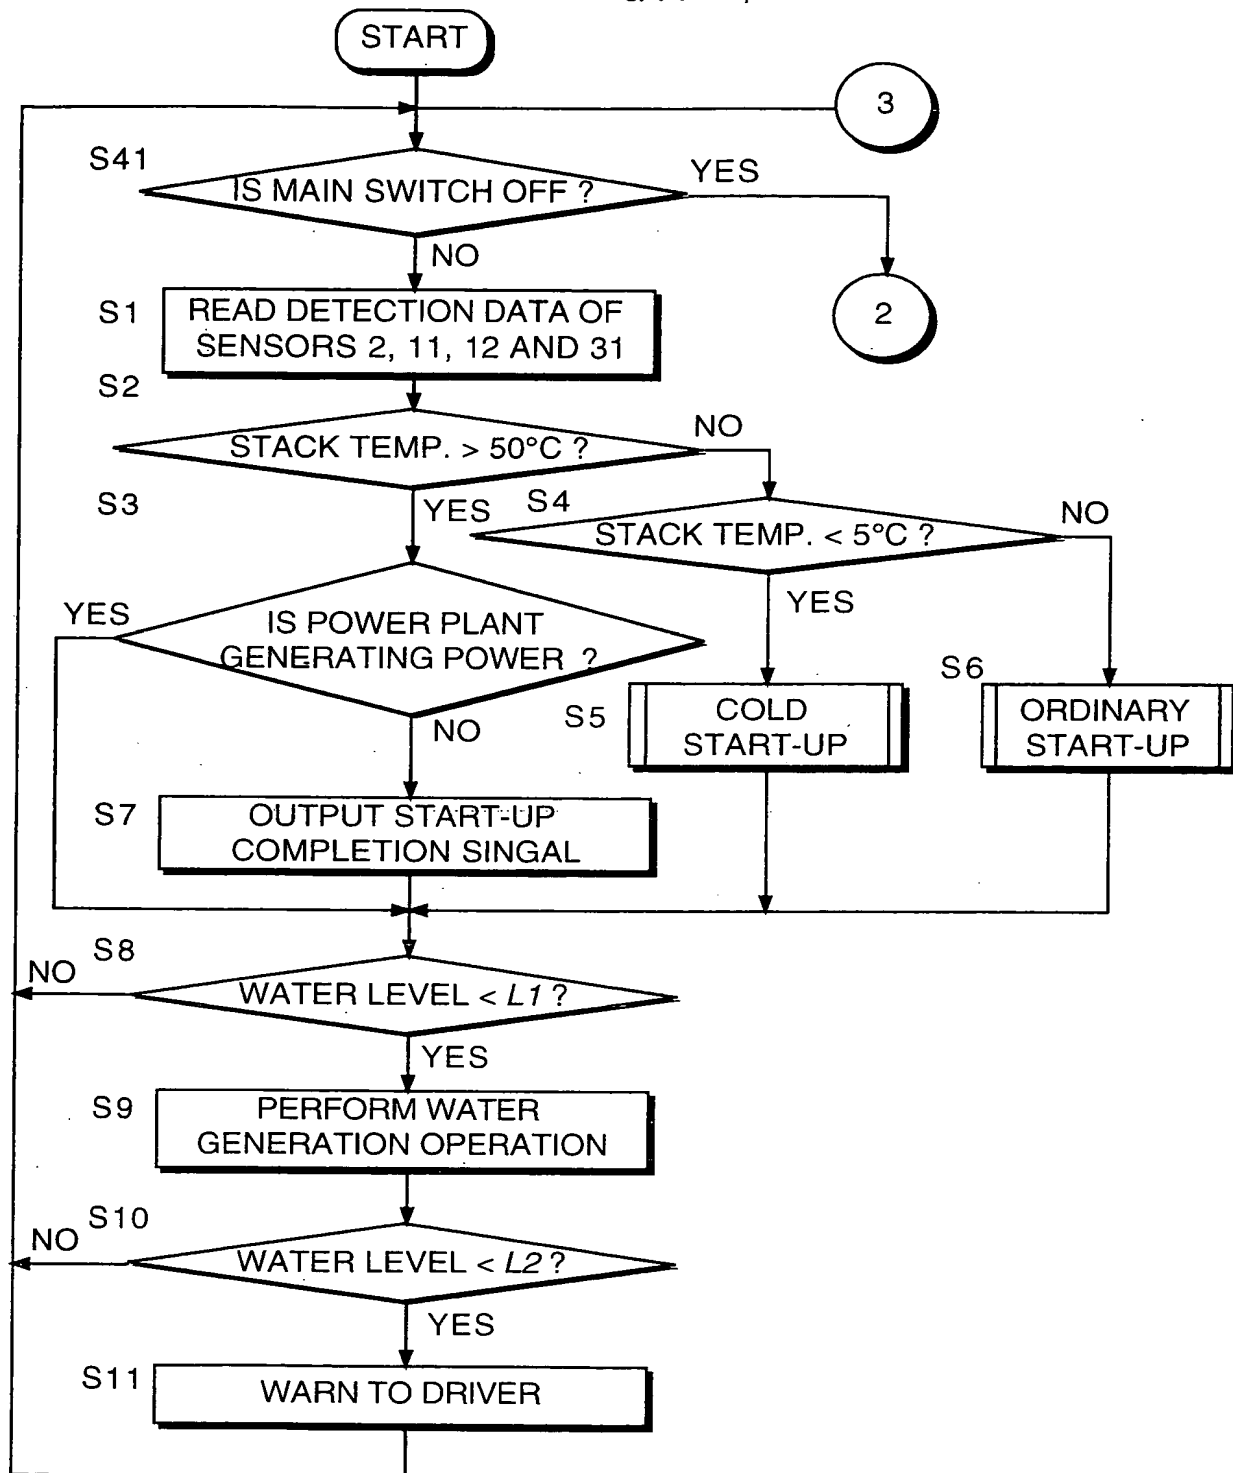 START
3
S41
IS MAIN SWITCH OFF ?
YES
NO
2
S1
READ DETECTION DATA OF
SENSORS 2, 11, 12 AND 31
S2
STACK TEMP. > 50°C ?
NO
YES
S3
S4
STACK TEMP. < 5°C ?
NO
YES
YES
IS POWER PLANT
GENERATING POWER ?
NO
S5
COLD
START-UP
S6
ORDINARY
START-UP
S7
OUTPUT START-UP
COMPLETION SINGAL
S8
NO
WATER LEVEL < L1 ?
YES
S9
PERFORM WATER
GENERATION OPERATION
S10
NO
WATER LEVEL < L2 ?
YES
S11
WARN TO DRIVER